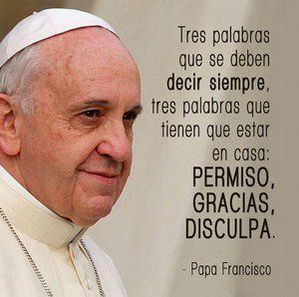 Tres palabras
que se deben
decir siempre,
tres palabras que
tienen que estar
en casa:
PERMISO,
GRACIAS,
DISCULPA.
- Papa Francisco